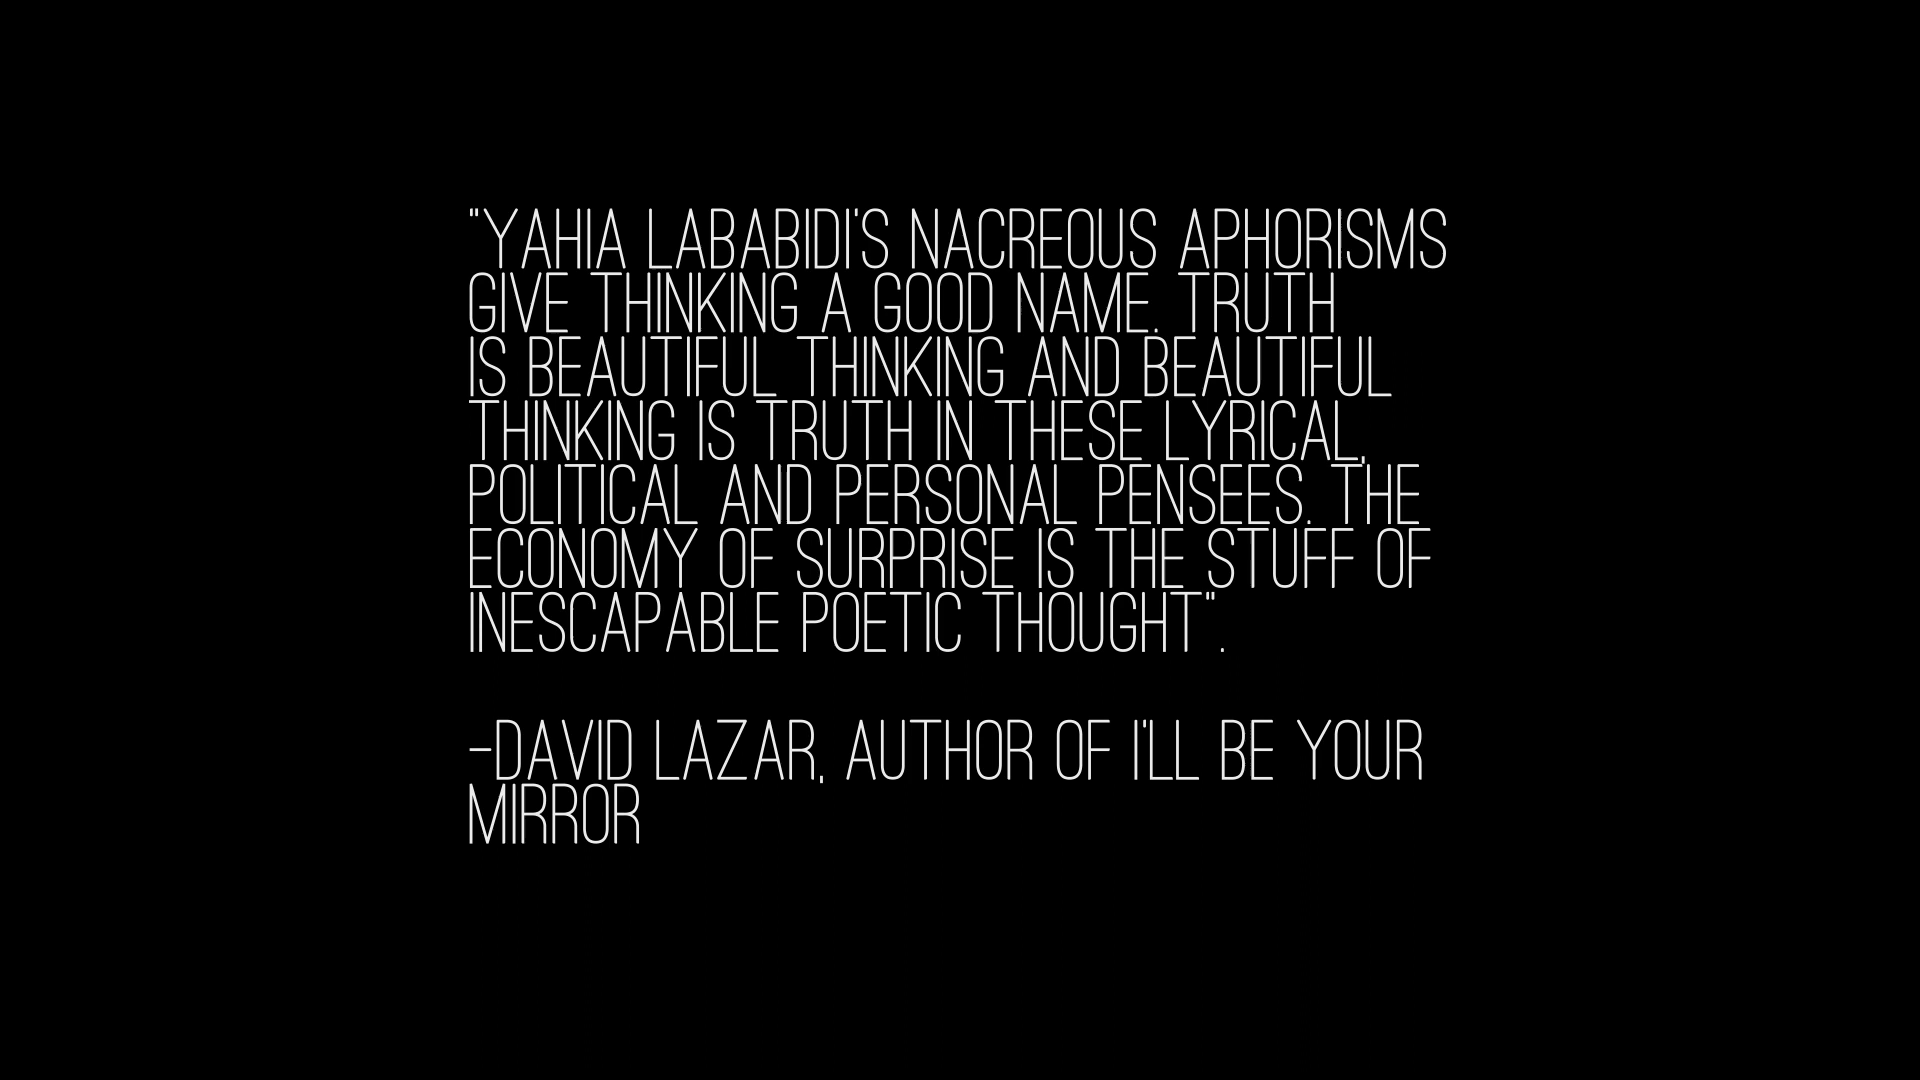 "YAHIA LABABIDI'S NACREOUS APHORISMS
GIVE THINKING A GOOD NAME. TRUTH
IS BEAUTIFUL THINKING AND BEAUTIFUL
THINKING IS TRUTH IN THESE LYRICAL,
POLITICAL AND PERSONAL PENSEES. THE
ECONOMY OF SURPRISE IS THE STUFF OF
INESCAPABLE POETIC THOUGHT" .
-DAVID LAZAR, AUTHOR OF I'LL BE YOUR
MIRROR